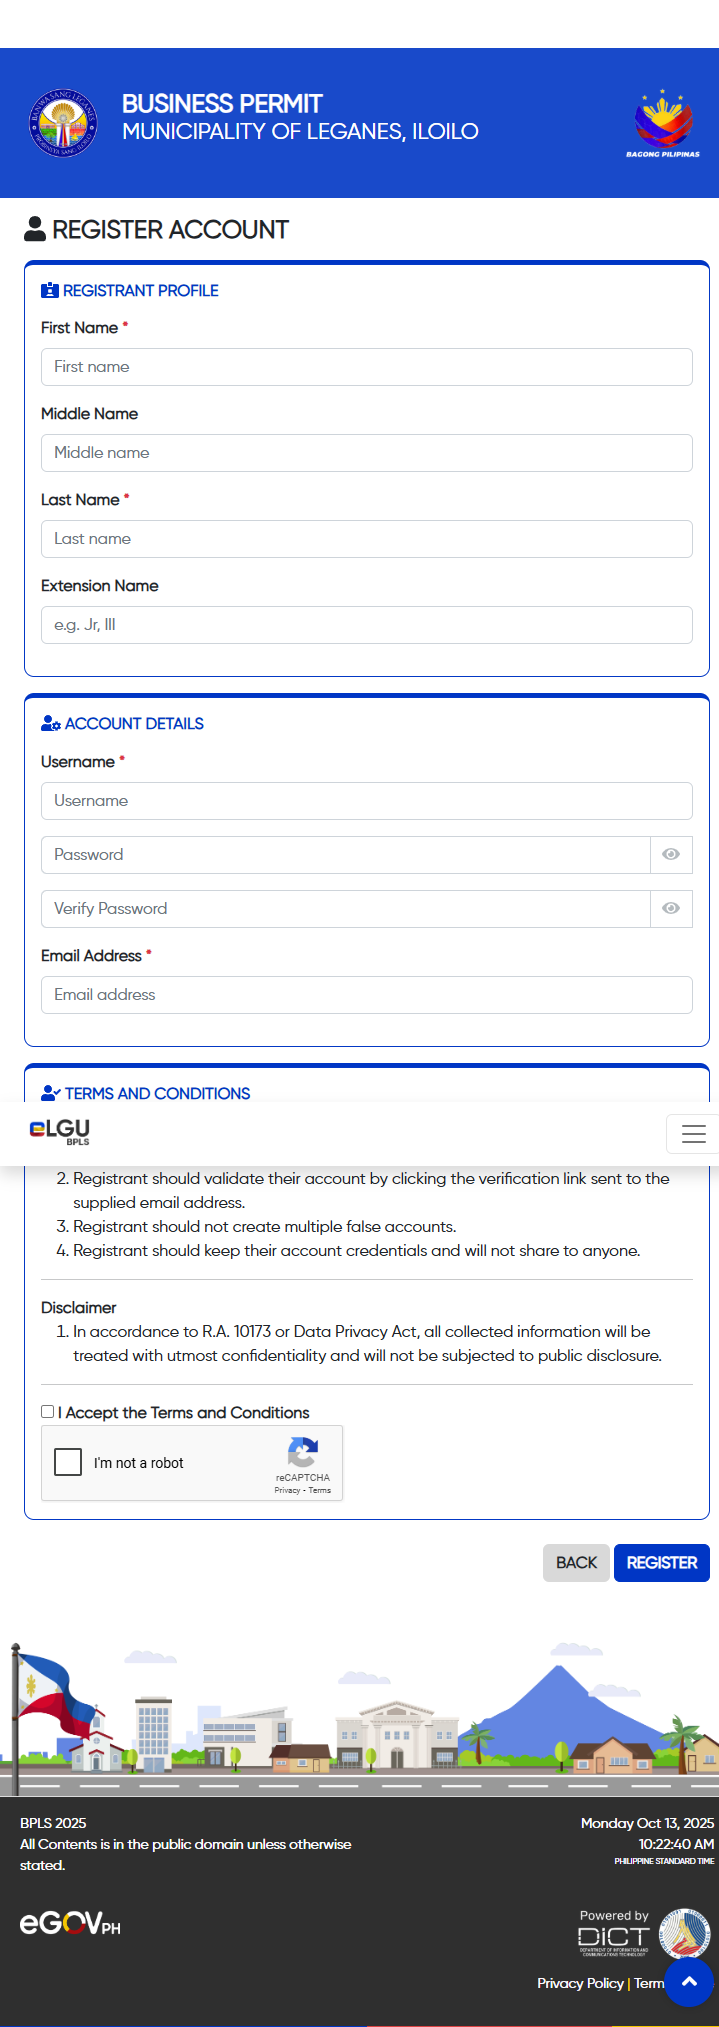 BUSINESS PERMIT
MUNICIPALITY OF LEGANES, ILOILO
BANWA SANG LEGANES
BAGONG PILIPINAS
REGISTER ACCOUNT
REGISTRANT PROFILE
First Name *
First name
Middle Name
Middle name
Last Name *
Last name
Extension Name
e.g. Jr, III
ACCOUNT DETAILS
Username *
Username
Password
Verify Password
Email Address *
Email address
TERMS AND CONDITIONS
eLGU
BPLS
2. Registrant should validate their account by clicking the verification link sent to the
supplied email address.
3. Registrant should not create multiple false accounts.
4. Registrant should keep their account credentials and will not share to anyone.
Disclaimer
1. In accordance to R.A. 10173 or Data Privacy Act, all collected information will be
treated with utmost confidentiality and will not be subjected to public disclosure.
I Accept the Terms and Conditions
I'm not a robot
reCAPTCHA
Privacy - Terms
BACK
REGISTER
BPLS 2025
All Contents is in the public domain unless otherwise
stated.
Monday Oct 13, 2025
10:22:40 AM
PHILIPPINE STANDARD TIME
eGOVPH
Powered by
DICT
DEPARTMENT OF INFORMATION AND
COMMUNICATIONS TECHNOLOGY
Privacy Policy | Term